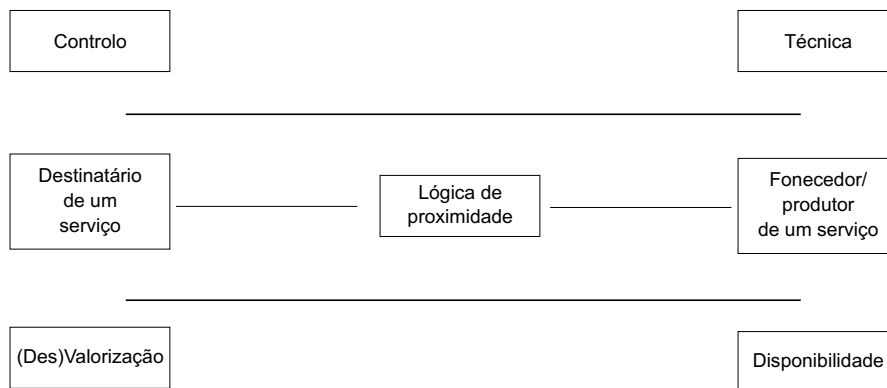 Controlo
Técnica
Destinatário
de um
serviço
Lógica de
proximidade
Fonecedor/
produtor
de um serviço
(Des)Valorização
Disponibilidade